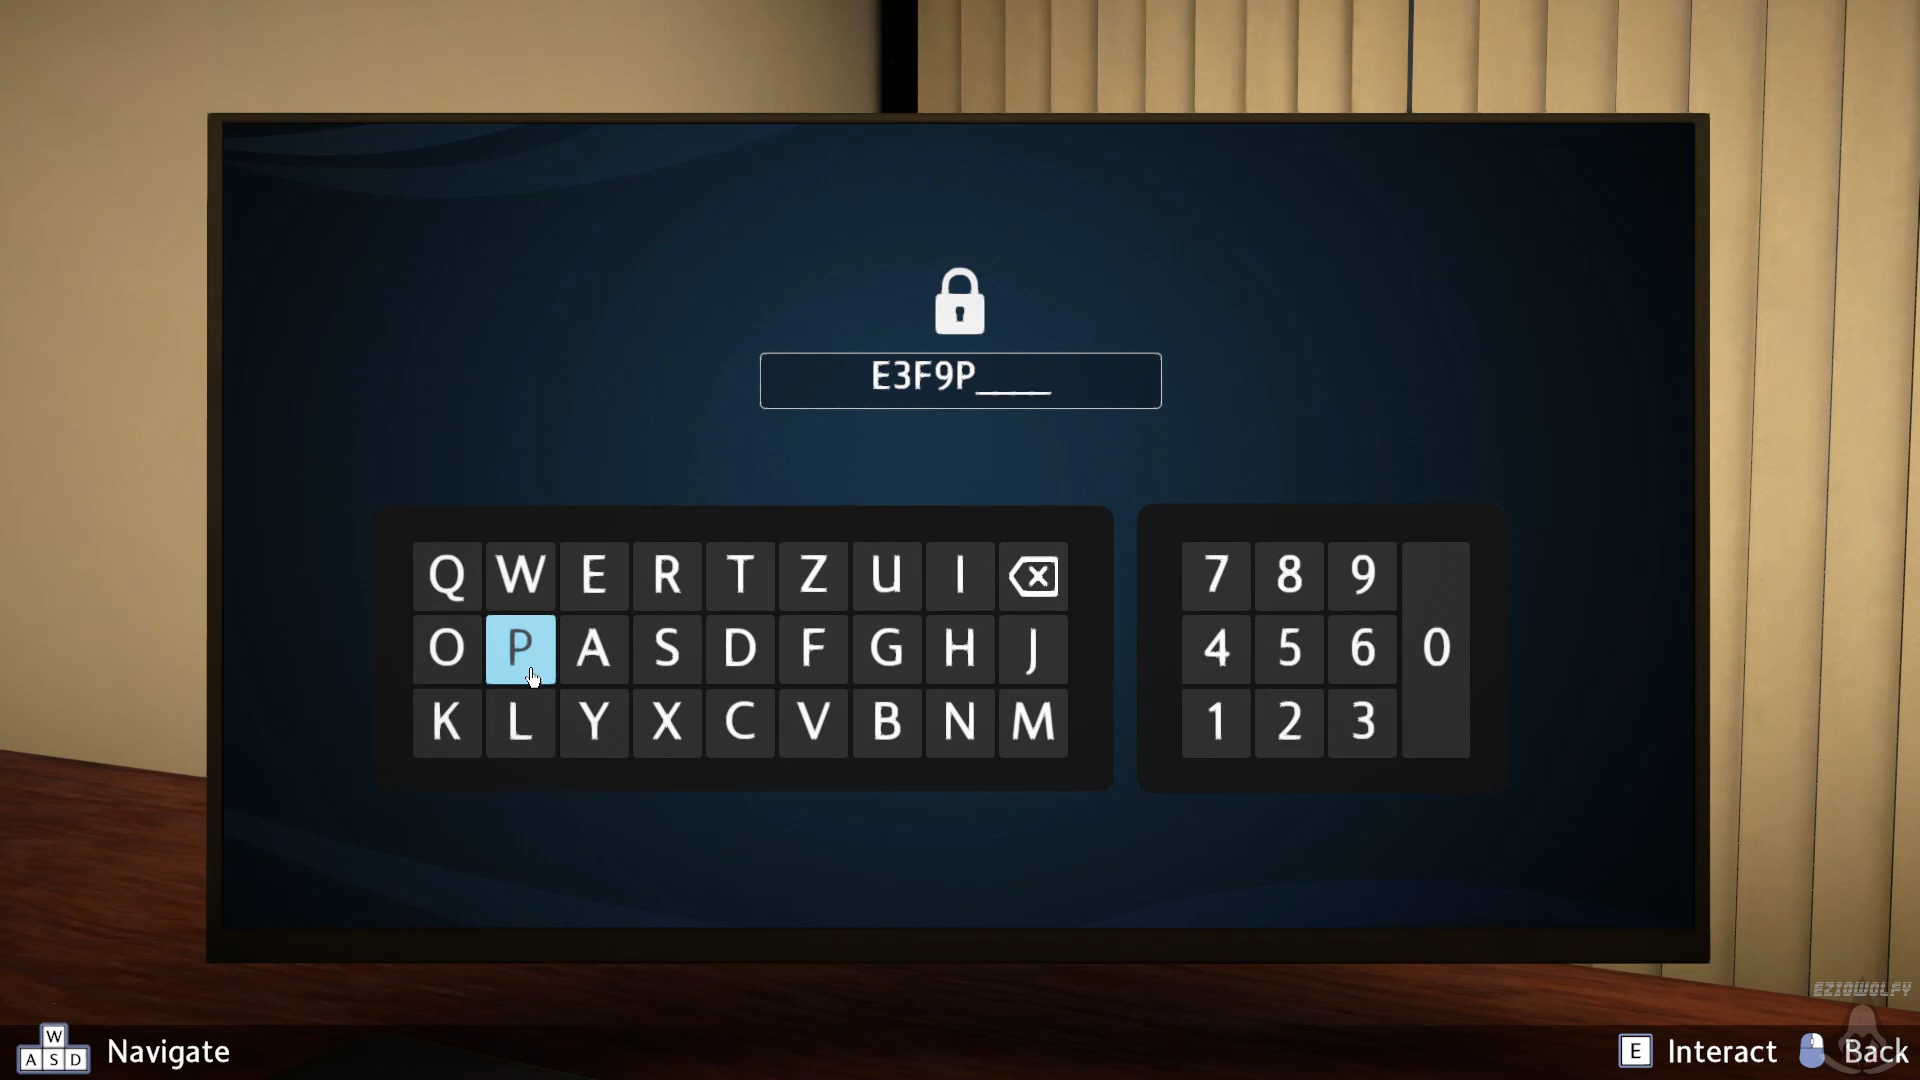 E3F9P____
Q W E R T Z U I
7 8 9
O P A S D F G H J
4 5 6 0
K L Y X C V B N M
1 2 3
EZIOWOLFY
W
A S D Navigate
E Interact Back